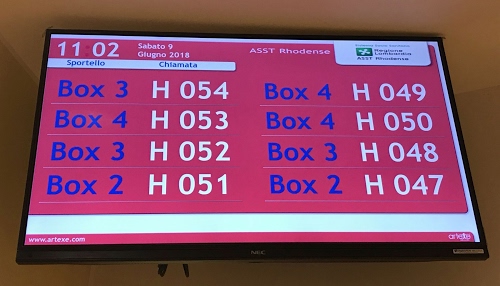 11:02
Sabato 9
Giugno 2018
ASST Rhodense
Regione
Lombardia
ASST Rhodense
Sportello Chiamata
Box 3 H 054
Box 4 H 053
Box 3 H 052
Box 2 H 051
Box 4 H 049
Box 4 H 050
Box 3 H 048
Box 2 H 047
www.artexe.com
artexe
NEC